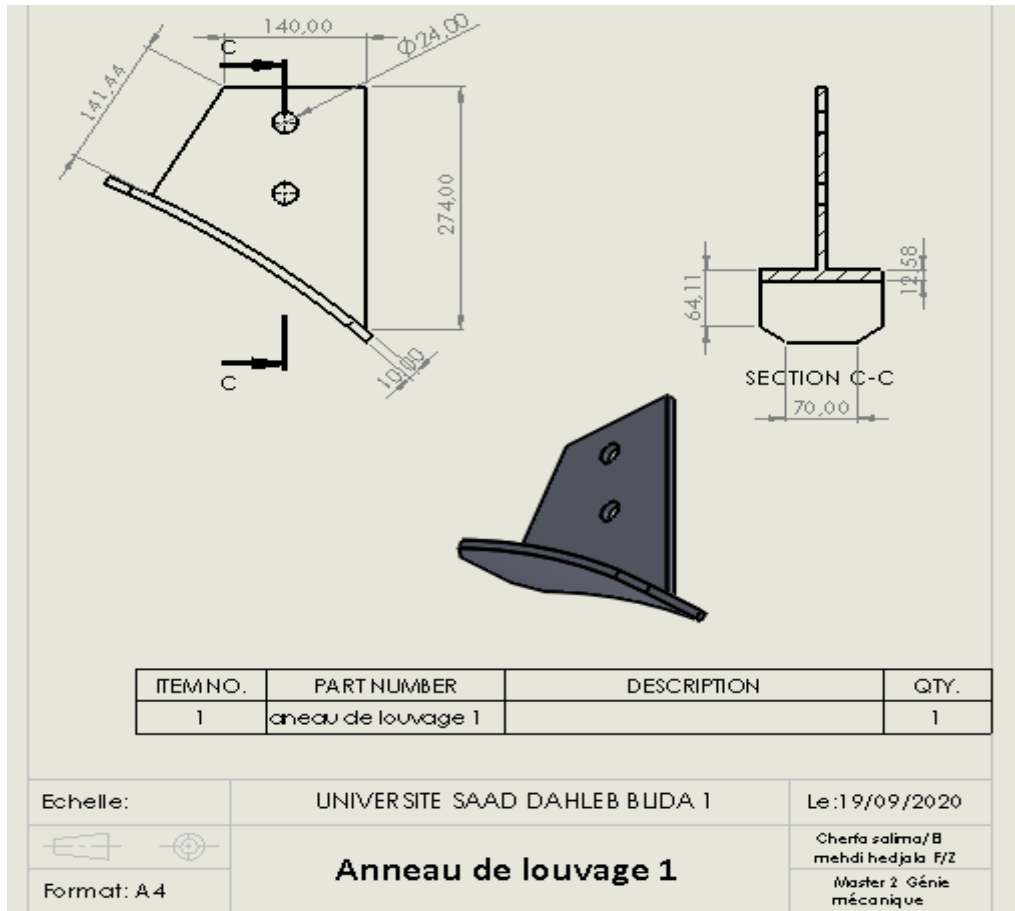 140,00
Φ24,00
C
141,44
274,00
C
10,00
64,11
12,58
SECTION C-C
70,00
ITEM NO. PART NUMBER DESCRIPTION QTY.
1 aneau de louvage 1 1
Echelle: UNIVERSITE SAAD DAHLEB BLIDA 1 Le:19/09/2020
Anneau de louvage 1
Cherfa salima/El
mehdi hedjala F/Z
Format: A4
Master 2 Génie
mécanique